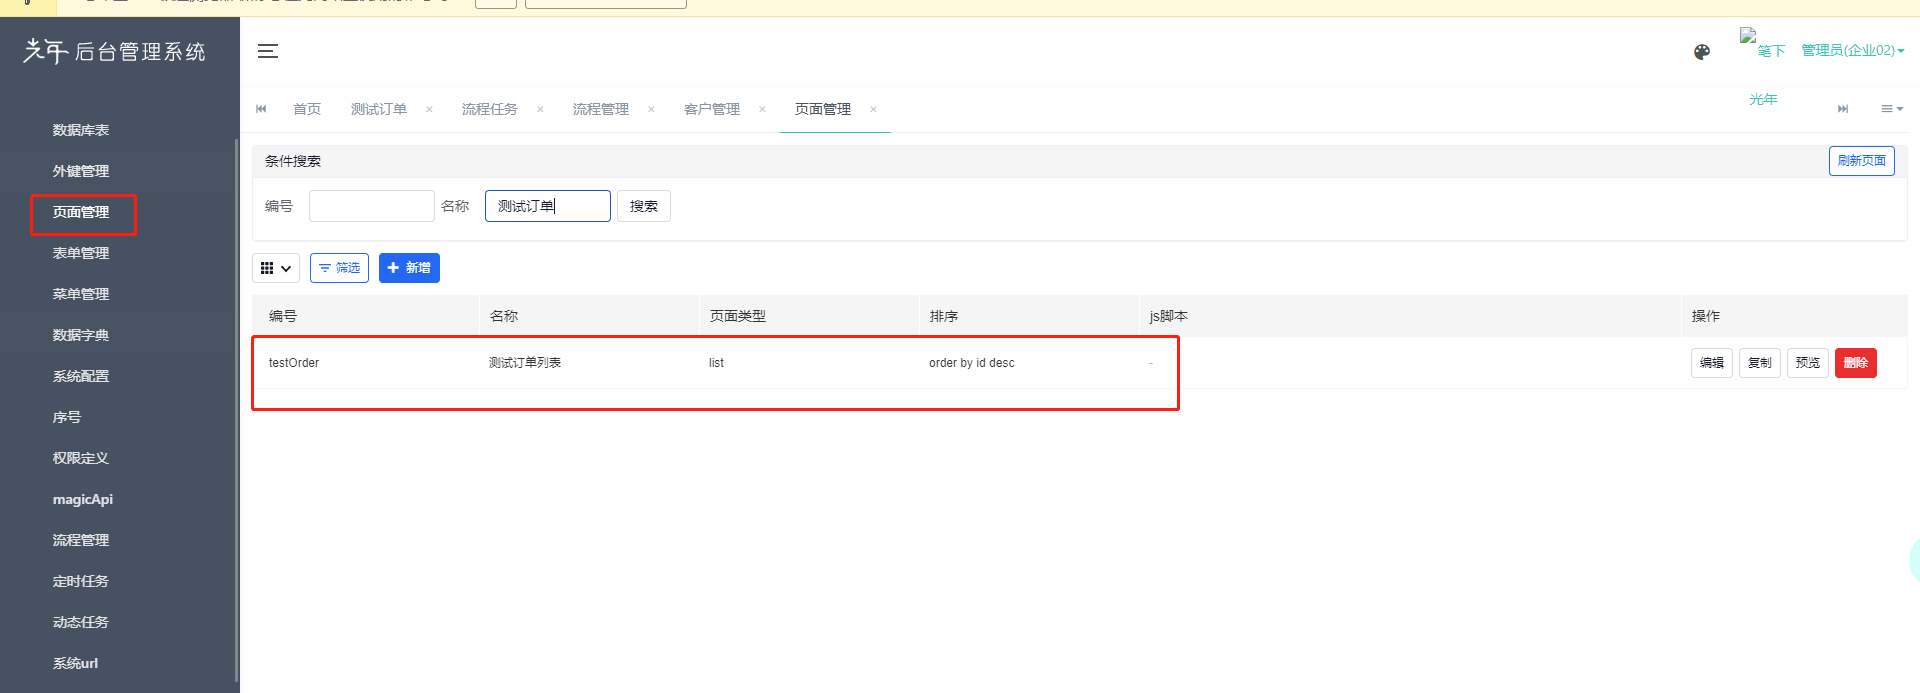 光年 后台管理系统
笔下光年
管理员(企业02)
首页 测试订单 × 流程任务 × 流程管理 × 客户管理 × 页面管理 ×
数据库表
外键管理
页面管理
表单管理
菜单管理
数据字典
系统配置
序号
权限定义
magicApi
流程管理
定时任务
动态任务
系统url
条件搜索
刷新页面
编号 名称 测试订单 搜索
筛选 新增
编号 名称 页面类型 排序 js脚本 操作
testOrder 测试订单列表 list order by id desc - 编辑 复制 预览 删除